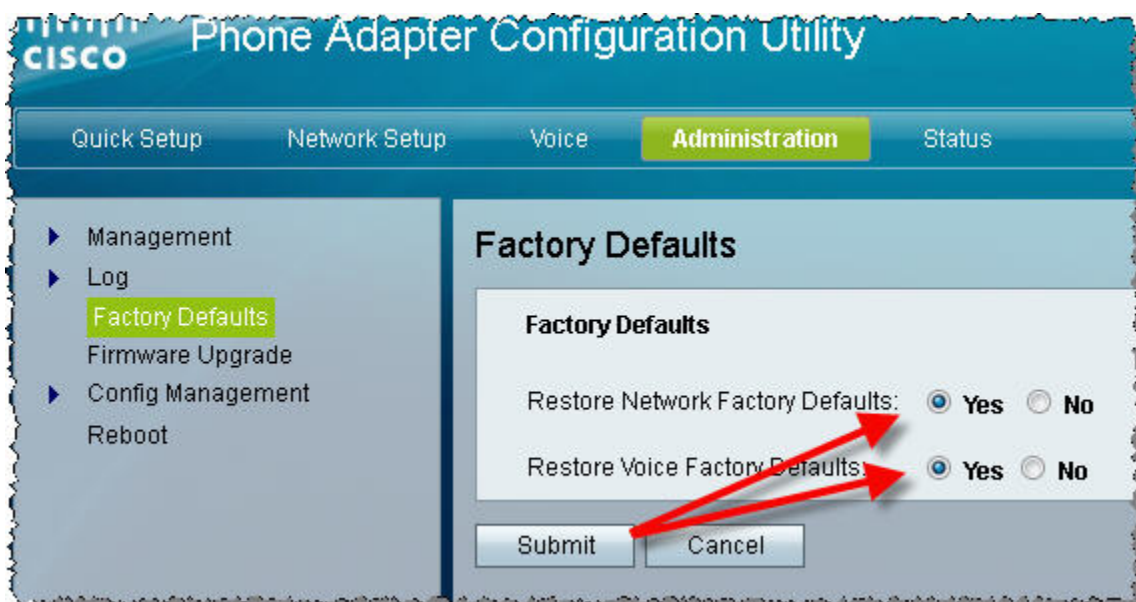 CISCO Phone Adapter Configuration Utility
Quick Setup Network Setup Voice Administration Status
Management
Log
Factory Defaults
Firmware Upgrade
Config Management
Reboot
Factory Defaults
Factory Defaults
Restore Network Factory Defaults: Yes No
Restore Voice Factory Defaults: Yes No
Submit Cancel